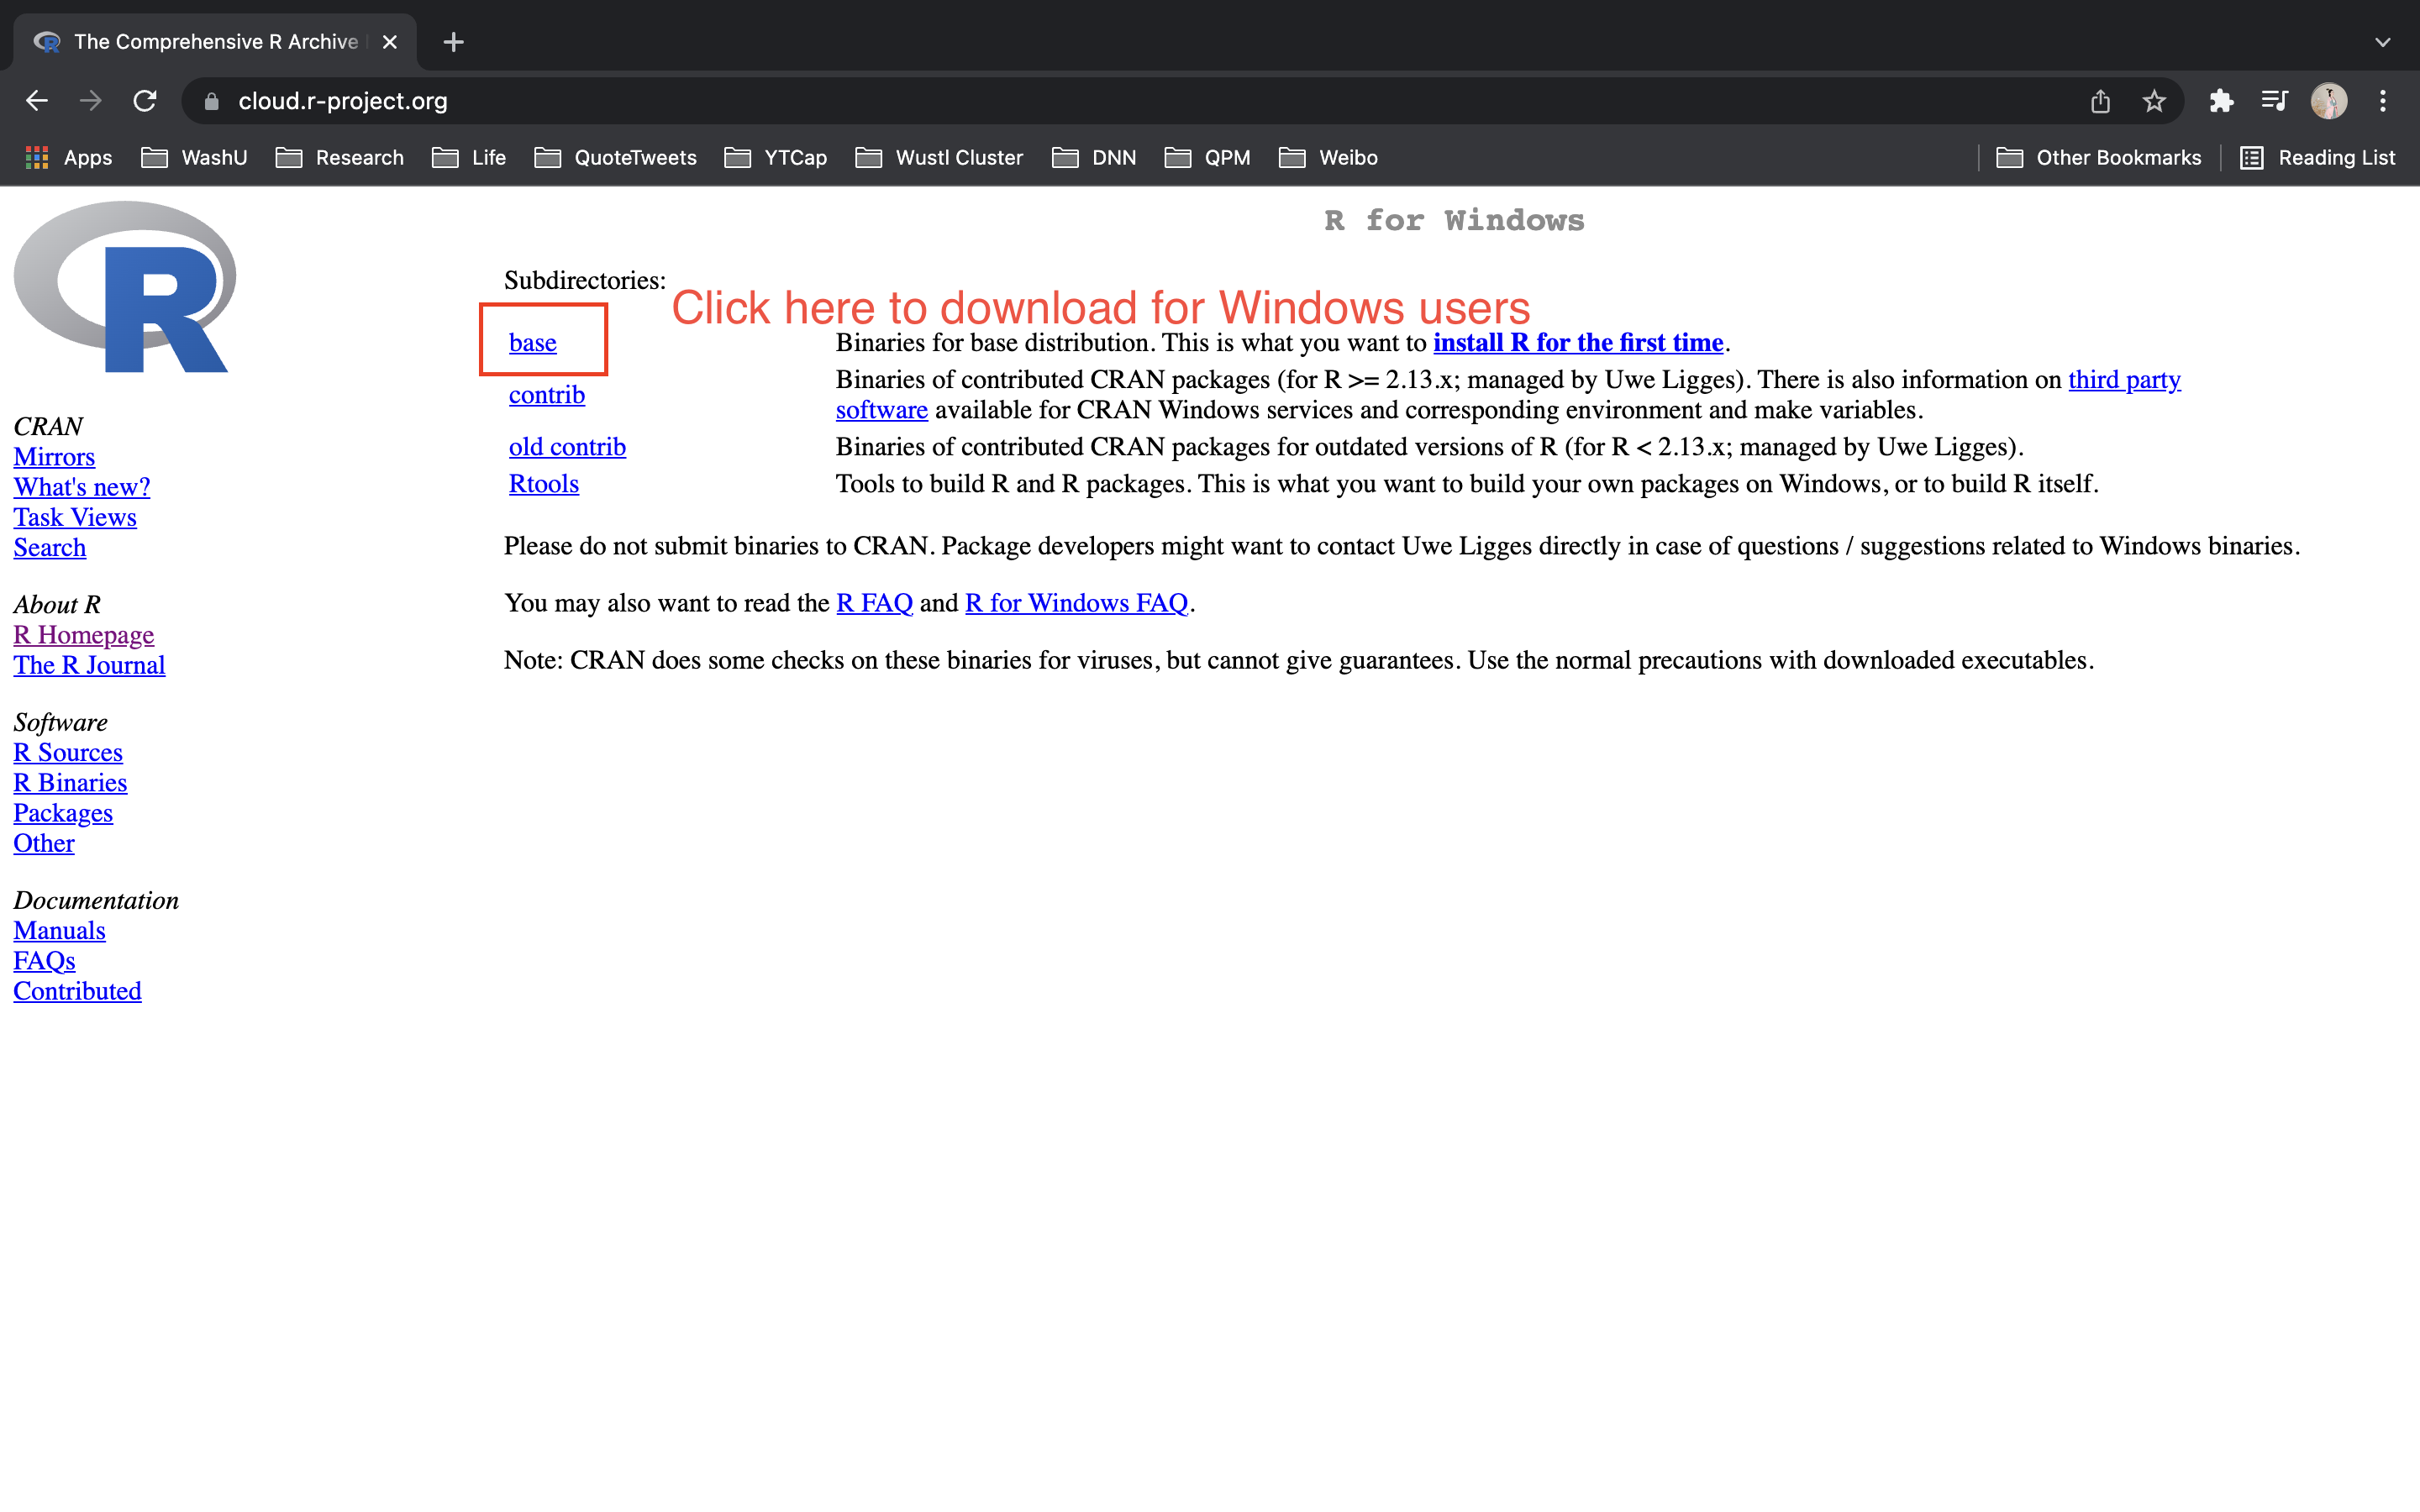 The Comprehensive R Archive
cloud.r-project.org
Apps WashU Research Life QuoteTweets YTCap Wustl Cluster DNN QPM Weibo Other Bookmarks Reading List
R
R for Windows
Subdirectories:
Click here to download for Windows users
base Binaries for base distribution. This is what you want to install R for the first time.
contrib Binaries of contributed CRAN packages (for R >= 2.13.x; managed by Uwe Ligges). There is also information on third party
software available for CRAN Windows services and corresponding environment and make variables.
old contrib Binaries of contributed CRAN packages for outdated versions of R (for R < 2.13.x; managed by Uwe Ligges).
Rtools Tools to build R and R packages. This is what you want to build your own packages on Windows, or to build R itself.
Please do not submit binaries to CRAN. Package developers might want to contact Uwe Ligges directly in case of questions / suggestions related to Windows binaries.
You may also want to read the R FAQ and R for Windows FAQ.
Note: CRAN does some checks on these binaries for viruses, but cannot give guarantees. Use the normal precautions with downloaded executables.
CRAN
Mirrors
What's new?
Task Views
Search
About R
R Homepage
The R Journal
Software
R Sources
R Binaries
Packages
Other
Documentation
Manuals
FAQs
Contributed